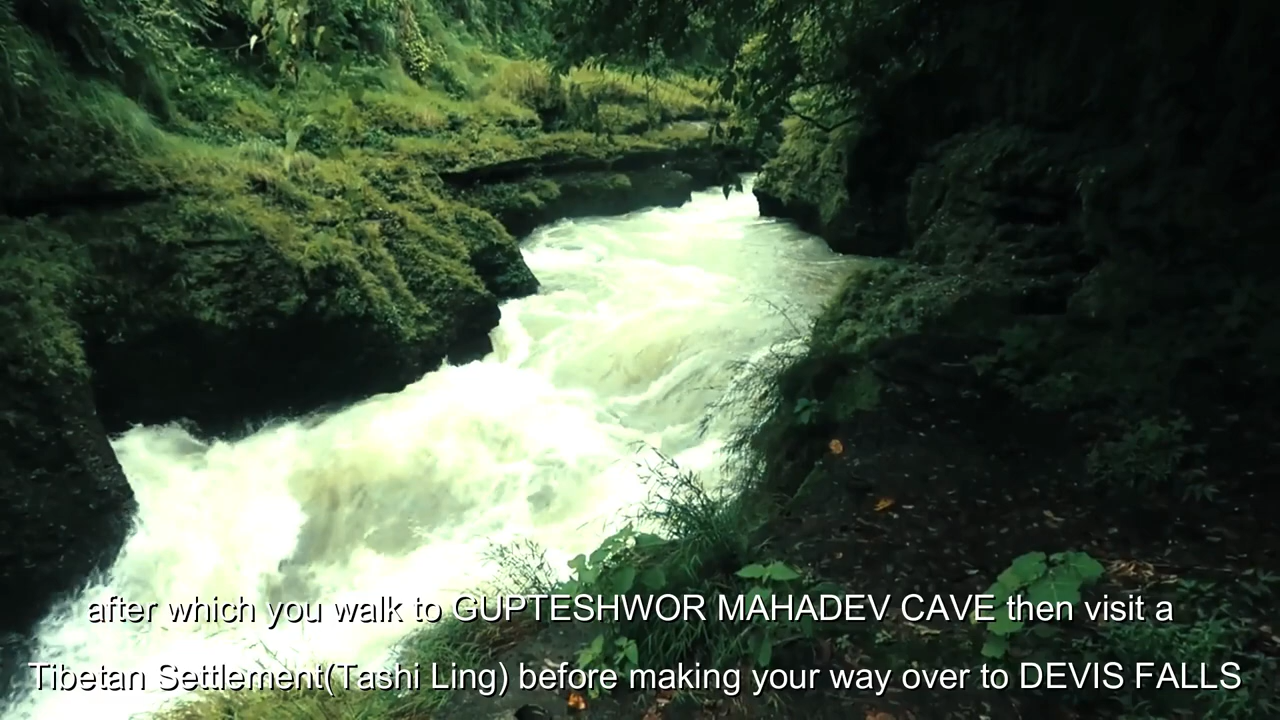 after which you walk to GUPTESHWOR MAHADEV CAVE then visit a
Tibetan Settlement(Tashi Ling) before making your way over to DEVIS FALLS